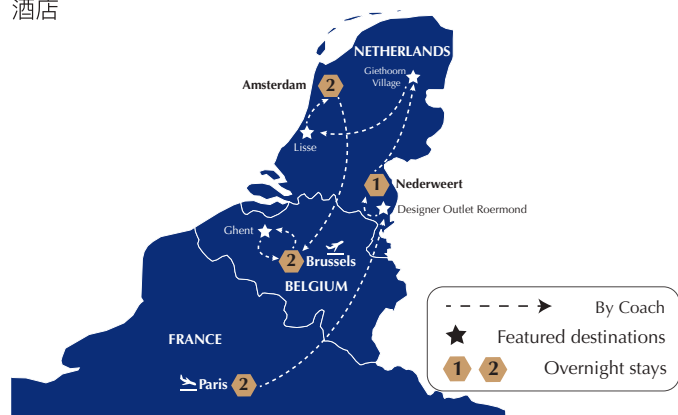 酒店
NETHERLANDS
Giethoorn
Village
Amsterdam
2
Lisse
1
Nederweert
Designer Outlet Roermond
Ghent
2
Brussels
BELGIUM
FRANCE
Paris
2
By Coach
Featured destinations
1
2
Overnight stays